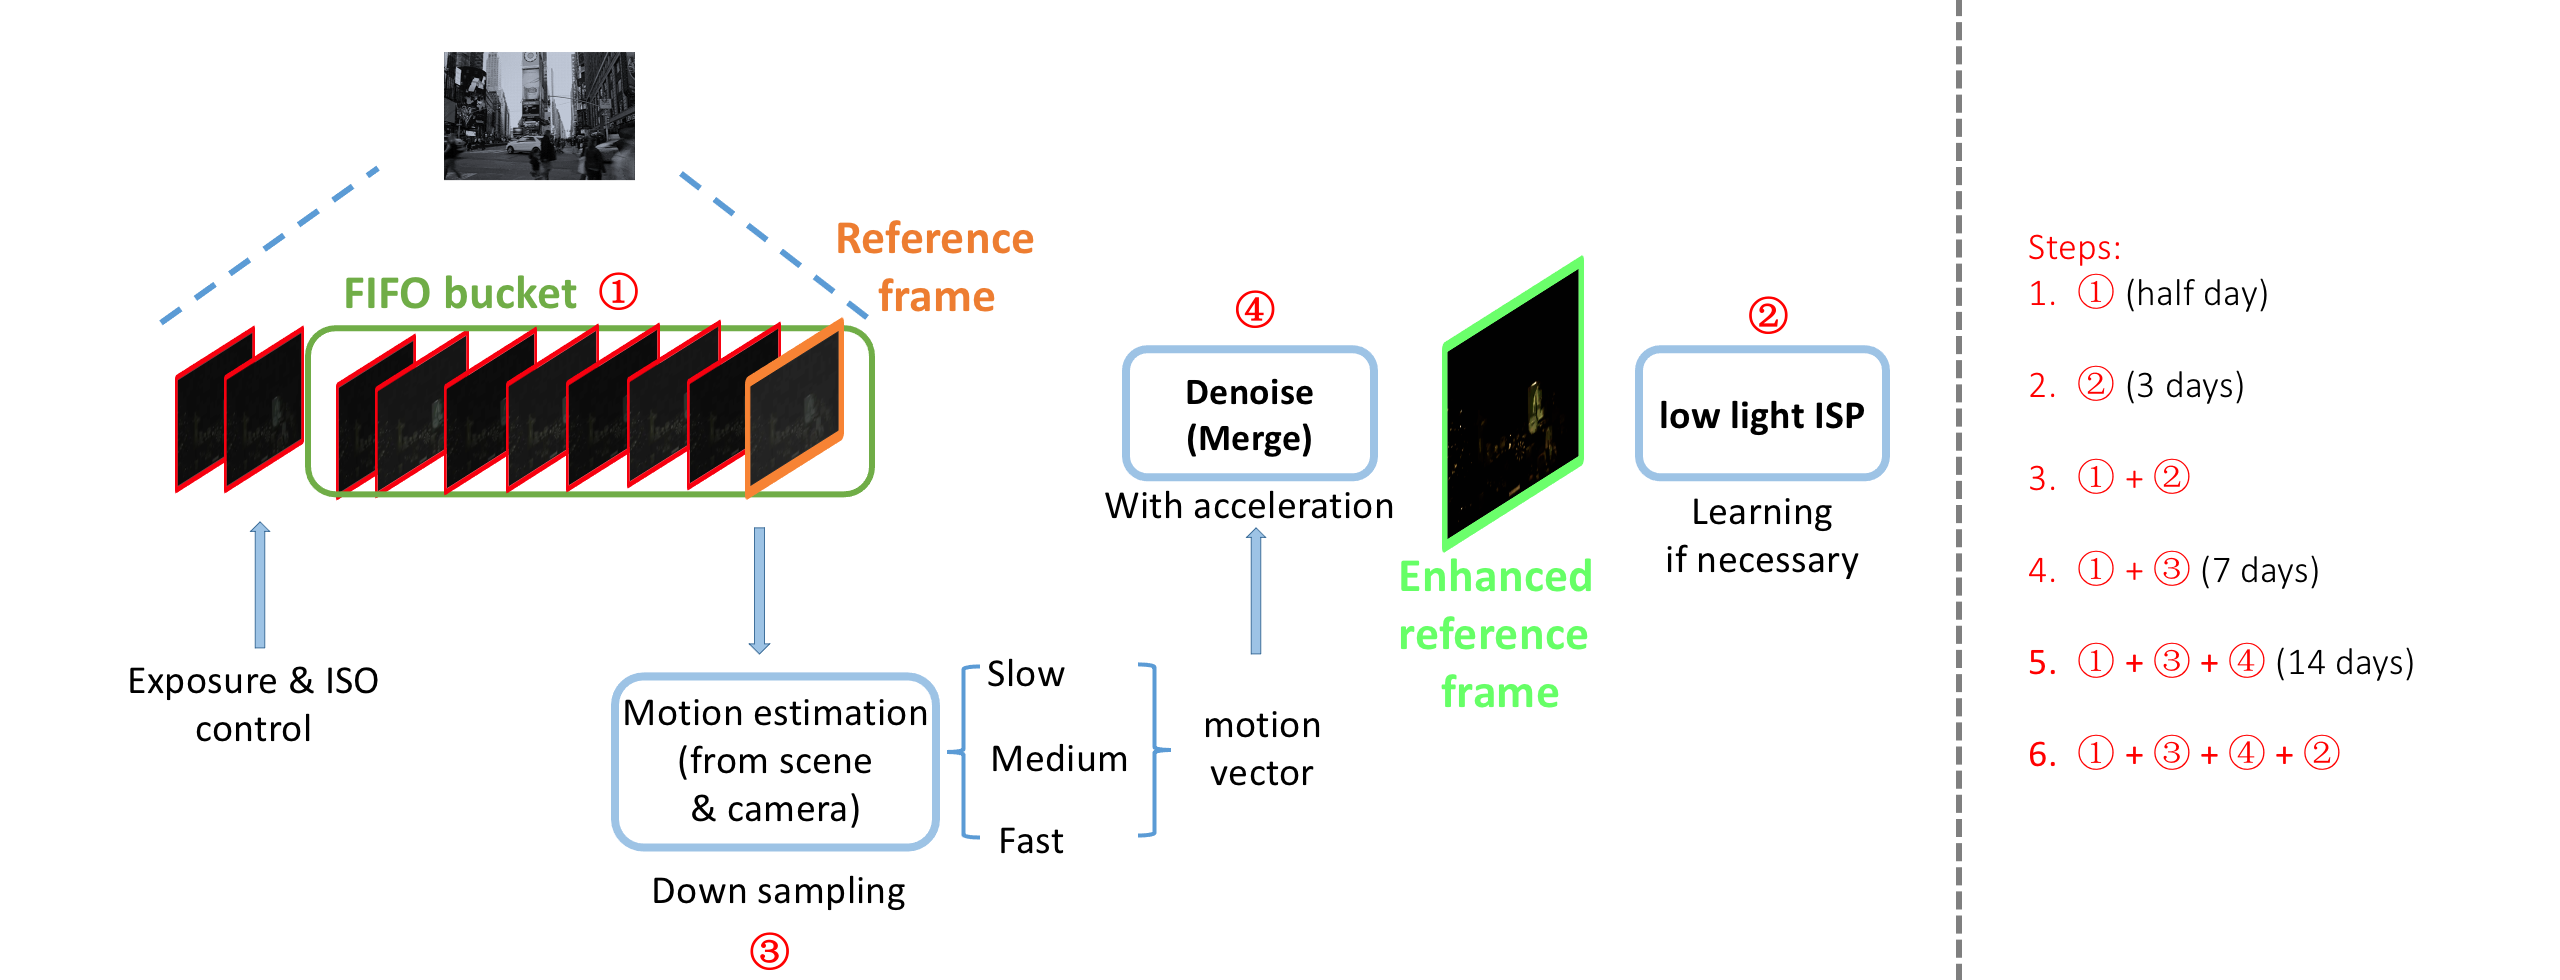 Reference
frame
FIFO bucket ①
④
Denoise
(Merge)
With acceleration
②
low light ISP
Learning
if necessary
Enhanced
reference
frame
Exposure & ISO
control
Motion estimation
(from scene
& camera)
Down sampling
③
Slow
Medium
Fast
motion
vector
Steps:
1. ① (half day)
2. ② (3 days)
3. ① + ②
4. ① + ③ (7 days)
5. ① + ③ + ④ (14 days)
6. ① + ③ + ④ + ②